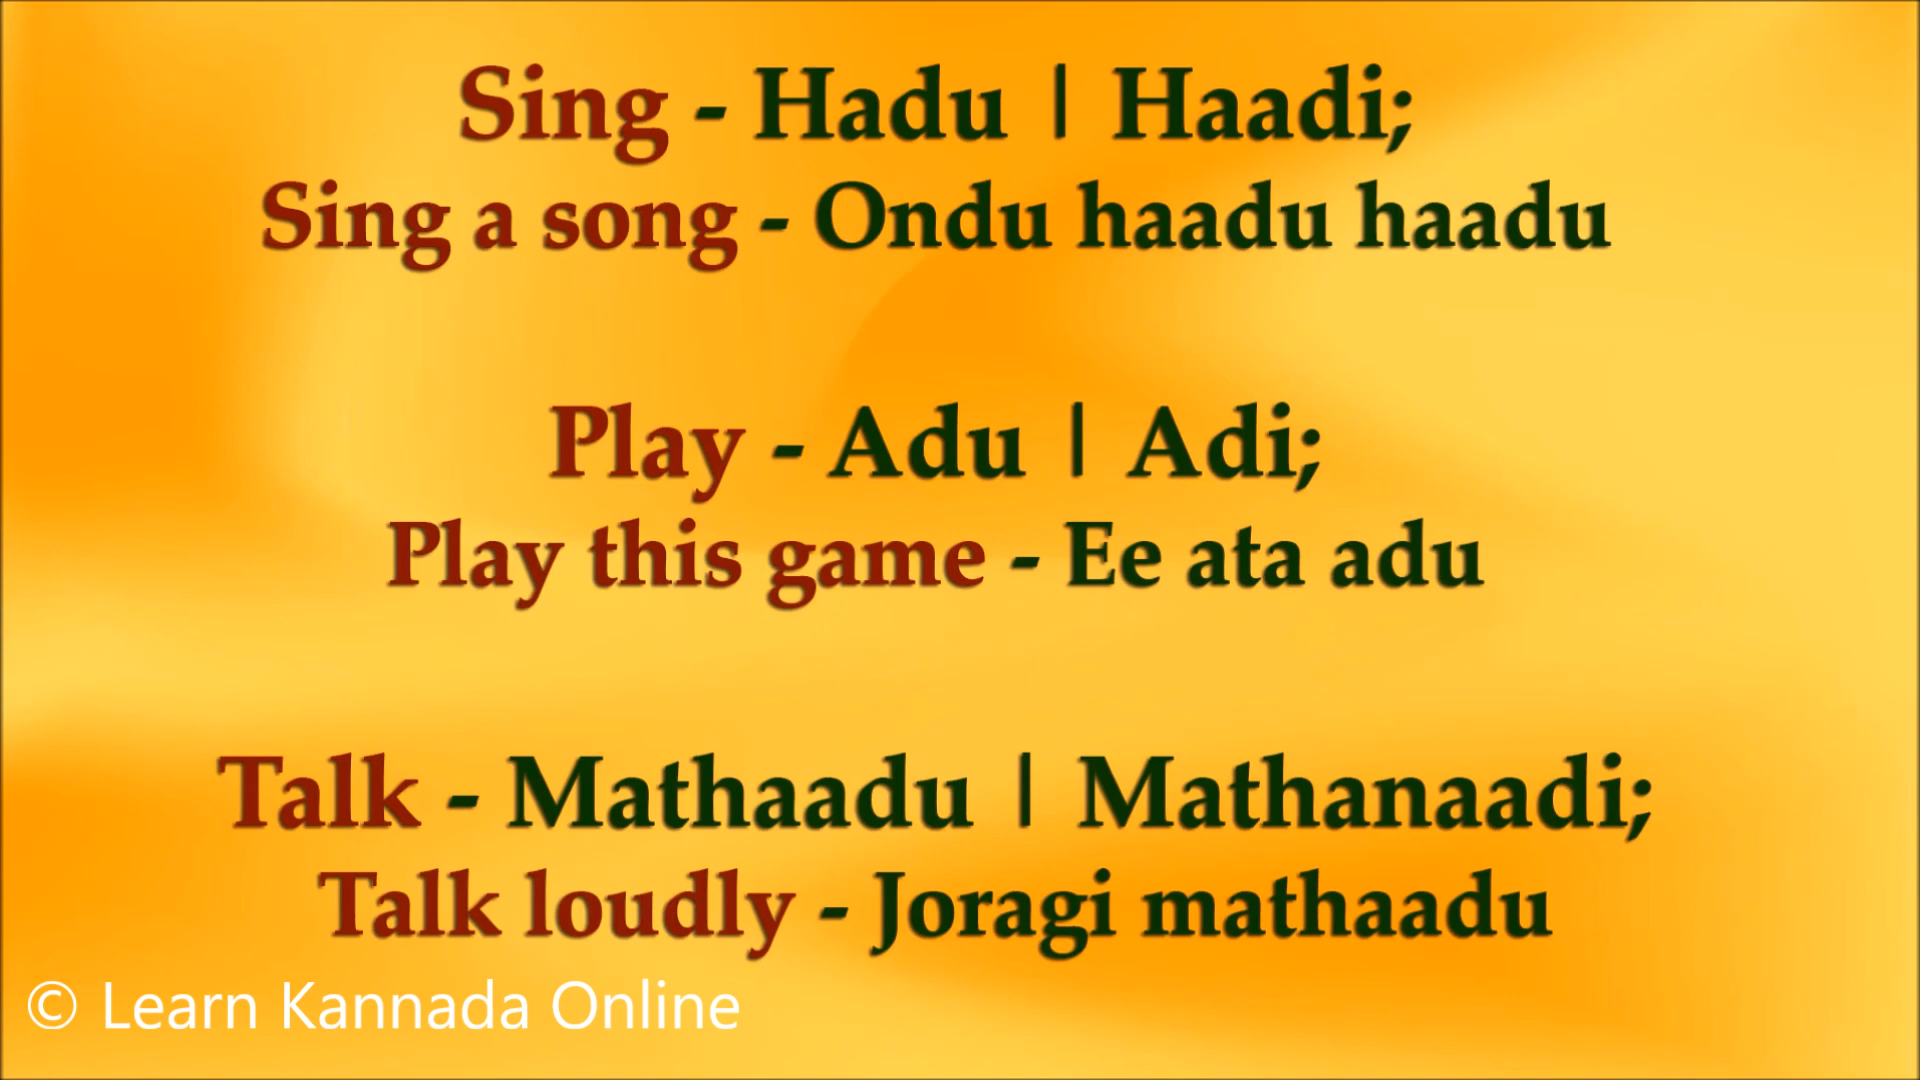 Sing - Hadu | Haadi;
Sing a song - Ondu haadu haadu
Play - Adu | Adi;
Play this game - Ee ata adu
Talk - Mathaadu | Mathanaadi;
Talk loudly - Joragi mathaadu
© Learn Kannada Online